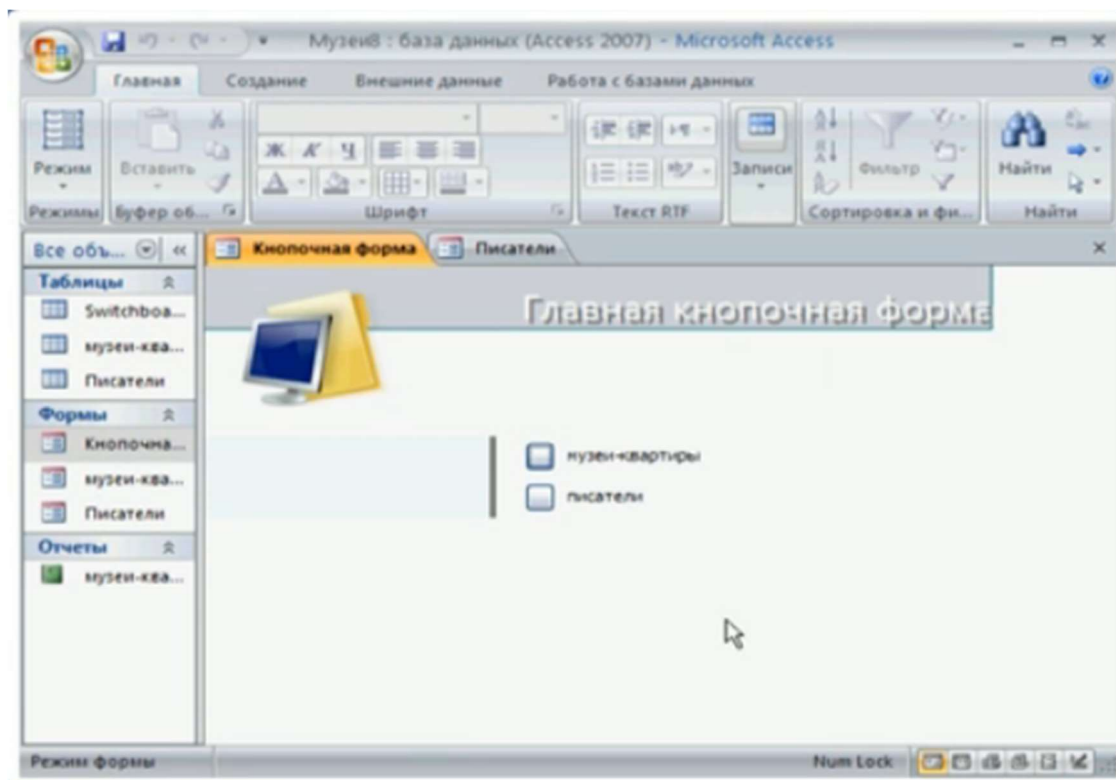 Музеи8 : база данных (Access 2007) - Microsoft Access
Главная Создание Внешние данные Работа с базами данных
Режим Вставить Ж К Ч Записи Фильтр Найти
Режимы Буфер об... Шрифт Текст RTF Сортировка и фи... Найти
Все объ... « Кнопочная форма Писатели
Таблицы
Switchboa...
музеи-ква...
Писатели
Формы
Кнопочна...
музеи-ква...
Писатели
Отчеты
музеи-ква...
Главная кнопочная форма
музеи-квартиры
писатели
Режим формы Num Lock